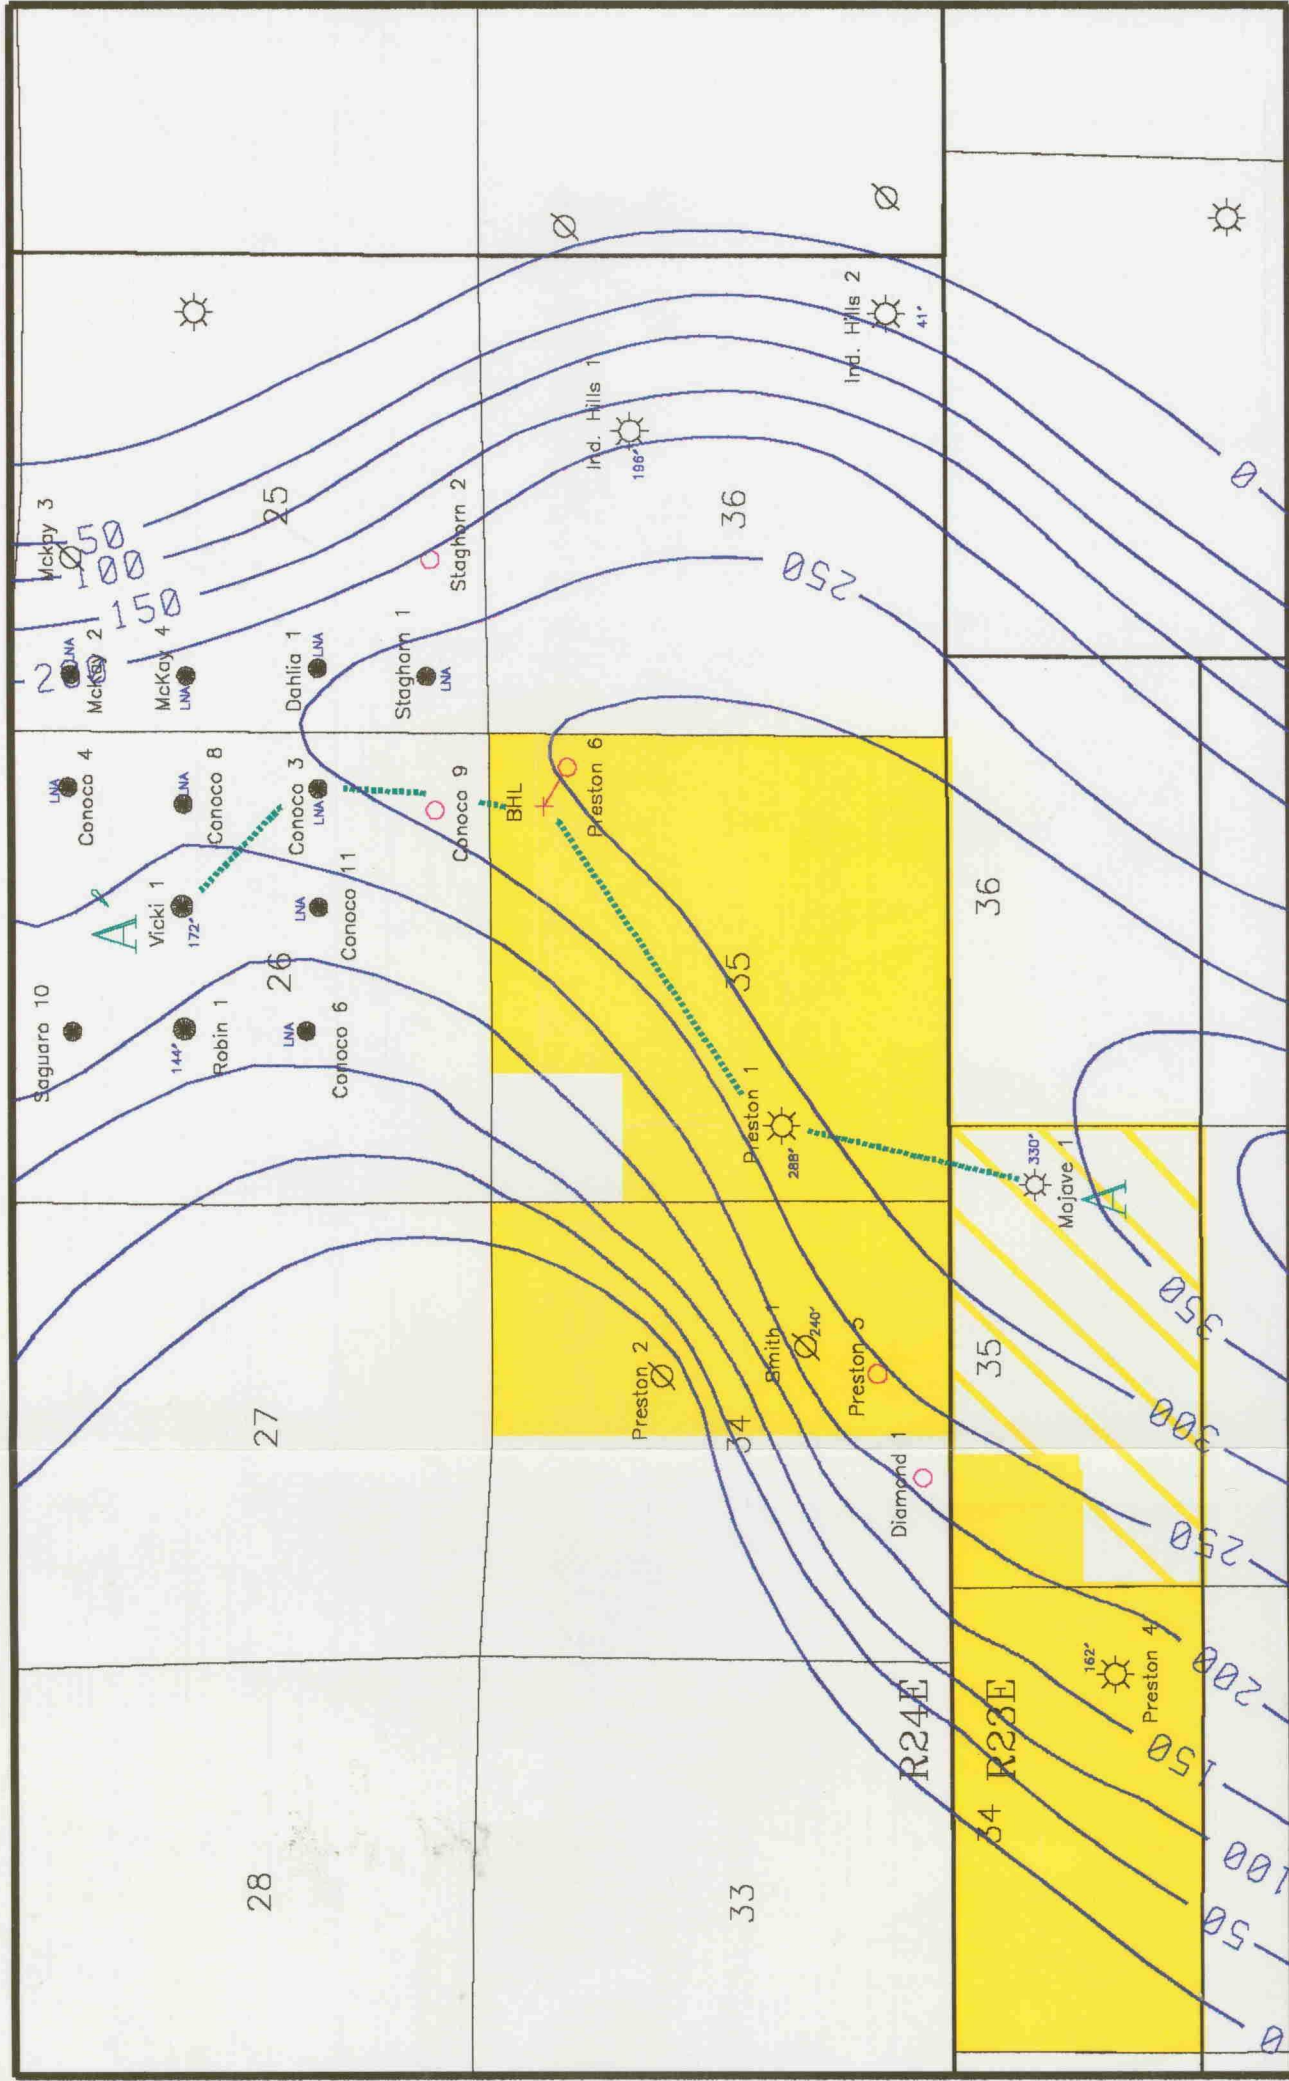 Mckay 3
50
100
150
2
McKay 2
LNA
McKay 4
LNA
Dahlia 1
LNA
Staghorn 1
LNA
Staghorn 2
25
Ind. Hills 1
196'
Ind. Hills 2
41'
36
250
0
Conoco 4
LNA
Conoco 8
LNA
Conoco 3
LNA
Conoco 9
BHL
Preston 6
A'
Vicki 1
172'
Conoco 11
LNA
26
Saguaro 10
Robin 1
144'
Conoco 6
LNA
35
36
Preston 1
288'
Mojave 1
330'
A
27
Preston 2
Smith 1
240'
34
Preston 5
Diamond 1
35
350
300
250
28
33
R24E
R23E
34
162'
Preston 4
200
150
100
50
0